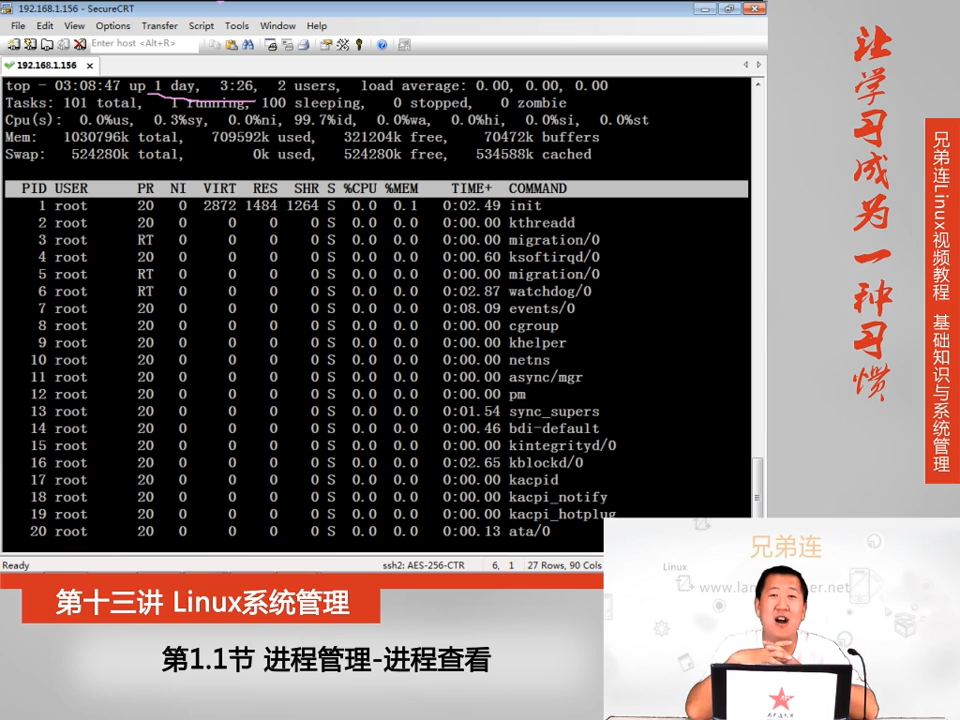 192.168.1.156 - SecureCRT
File Edit View Options Transfer Script Tools Window Help
Enter host <Alt+R>
192.168.1.156
top - 03:08:47 up 1 day, 3:26, 2 users, load average: 0.00, 0.00, 0.00
Tasks: 101 total, 1 running, 100 sleeping, 0 stopped, 0 zombie
Cpu(s): 0.0%us, 0.3%sy, 0.0%ni, 99.7%id, 0.0%wa, 0.0%hi, 0.0%si, 0.0%st
Mem: 1030796k total, 709592k used, 321204k free, 70472k buffers
Swap: 524280k total, 0k used, 524280k free, 534588k cached
PID USER PR NI VIRT RES SHR S %CPU %MEM TIME+ COMMAND
1 root 20 0 2872 1484 1264 S 0.0 0.1 0:02.49 init
2 root 20 0 0 0 0 S 0.0 0.0 0:00.00 kthreadd
3 root RT 0 0 0 0 S 0.0 0.0 0:00.00 migration/0
4 root 20 0 0 0 0 S 0.0 0.0 0:00.60 ksoftirqd/0
5 root RT 0 0 0 0 S 0.0 0.0 0:00.00 migration/0
6 root RT 0 0 0 0 S 0.0 0.0 0:02.87 watchdog/0
7 root 20 0 0 0 0 S 0.0 0.0 0:08.09 events/0
8 root 20 0 0 0 0 S 0.0 0.0 0:00.00 cgroup
9 root 20 0 0 0 0 S 0.0 0.0 0:00.00 khelper
10 root 20 0 0 0 0 S 0.0 0.0 0:00.00 netns
11 root 20 0 0 0 0 S 0.0 0.0 0:00.00 async/mgr
12 root 20 0 0 0 0 S 0.0 0.0 0:00.00 pm
13 root 20 0 0 0 0 S 0.0 0.0 0:01.54 sync_supers
14 root 20 0 0 0 0 S 0.0 0.0 0:00.46 bdi-default
15 root 20 0 0 0 0 S 0.0 0.0 0:00.00 kintegrityd/0
16 root 20 0 0 0 0 S 0.0 0.0 0:02.65 kblockd/0
17 root 20 0 0 0 0 S 0.0 0.0 0:00.00 kacpid
18 root 20 0 0 0 0 S 0.0 0.0 0:00.00 kacpi_notify
19 root 20 0 0 0 0 S 0.0 0.0 0:00.00 kacpi_hotplug
20 root 20 0 0 0 0 S 0.0 0.0 0:00.13 ata/0
Ready ssh2: AES-256-CTR 6, 1 27 Rows, 90 Cols
让学习成为一种习惯
兄弟连Linux视频教程 基础知识与系统管理
第十三讲 Linux系统管理
第1.1节 进程管理-进程查看
兄弟连
Linux